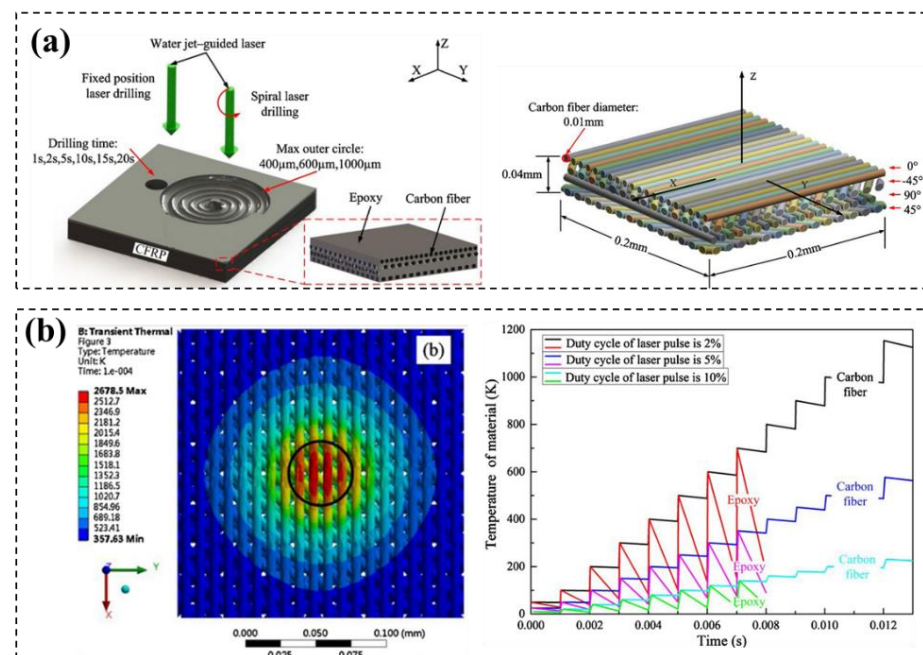 (a)
Water jet–guided laser
Fixed position
laser drilling
Spiral laser
drilling
Drilling time:
1s,2s,5s,10s,15s,20s
Max outer circle:
400μm,600μm,1000μm
Epoxy
Carbon fiber
CFRP
Z
X
Y
Carbon fiber diameter:
0.01mm
0.04mm
Z
X
Y
0°
-45°
90°
45°
0.2mm
0.2mm
(b)
B: Transient Thermal
Figure 3
Type: Temperature
Unit: K
Time: 1.e-004
2678.5 Max
2512.7
2346.9
2181.2
2015.4
1849.6
1683.8
1518.1
1352.3
1186.5
1020.7
854.96
689.18
523.41
357.63 Min
(b)
Z
Y
X
0.000
0.050
0.100 (mm)
0.025
0.075
Temperature of material (K)
1200
1000
800
600
400
200
0
Duty cycle of laser pulse is 2%
Duty cycle of laser pulse is 5%
Duty cycle of laser pulse is 10%
Carbon
fiber
Epoxy
Carbon
fiber
Epoxy
Carbon
fiber
Epoxy
0.000
0.002
0.004
0.006
0.008
0.010
0.012
Time (s)